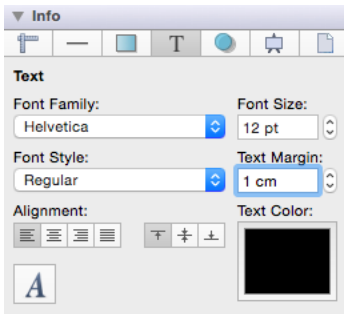 Info
T
Text
Font Family: Font Size:
Helvetica 12 pt
Font Style: Text Margin:
Regular 1 cm
Alignment: Text Color:
A